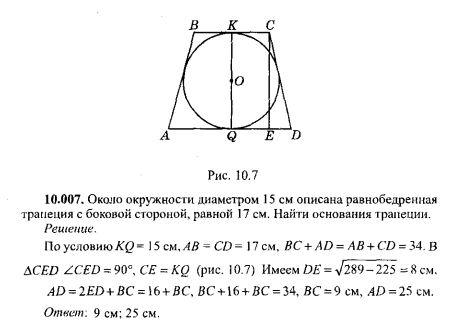 B K C
O
A Q E D
Рис. 10.7
10.007. Около окружности диаметром 15 см описана равнобедренная
трапеция с боковой стороной, равной 17 см. Найти основания трапеции.
Решение.
По условию KQ = 15 см, AB = CD = 17 см, BC + AD = AB + CD = 34. В
ΔCED ∠CED = 90°, CE = KQ (рис. 10.7) Имеем DE = √289 − 225 = 8 см.
AD = 2ED + BC = 16 + BC, BC + 16 + BC = 34, BC = 9 см, AD = 25 см.
Ответ: 9 см; 25 см.